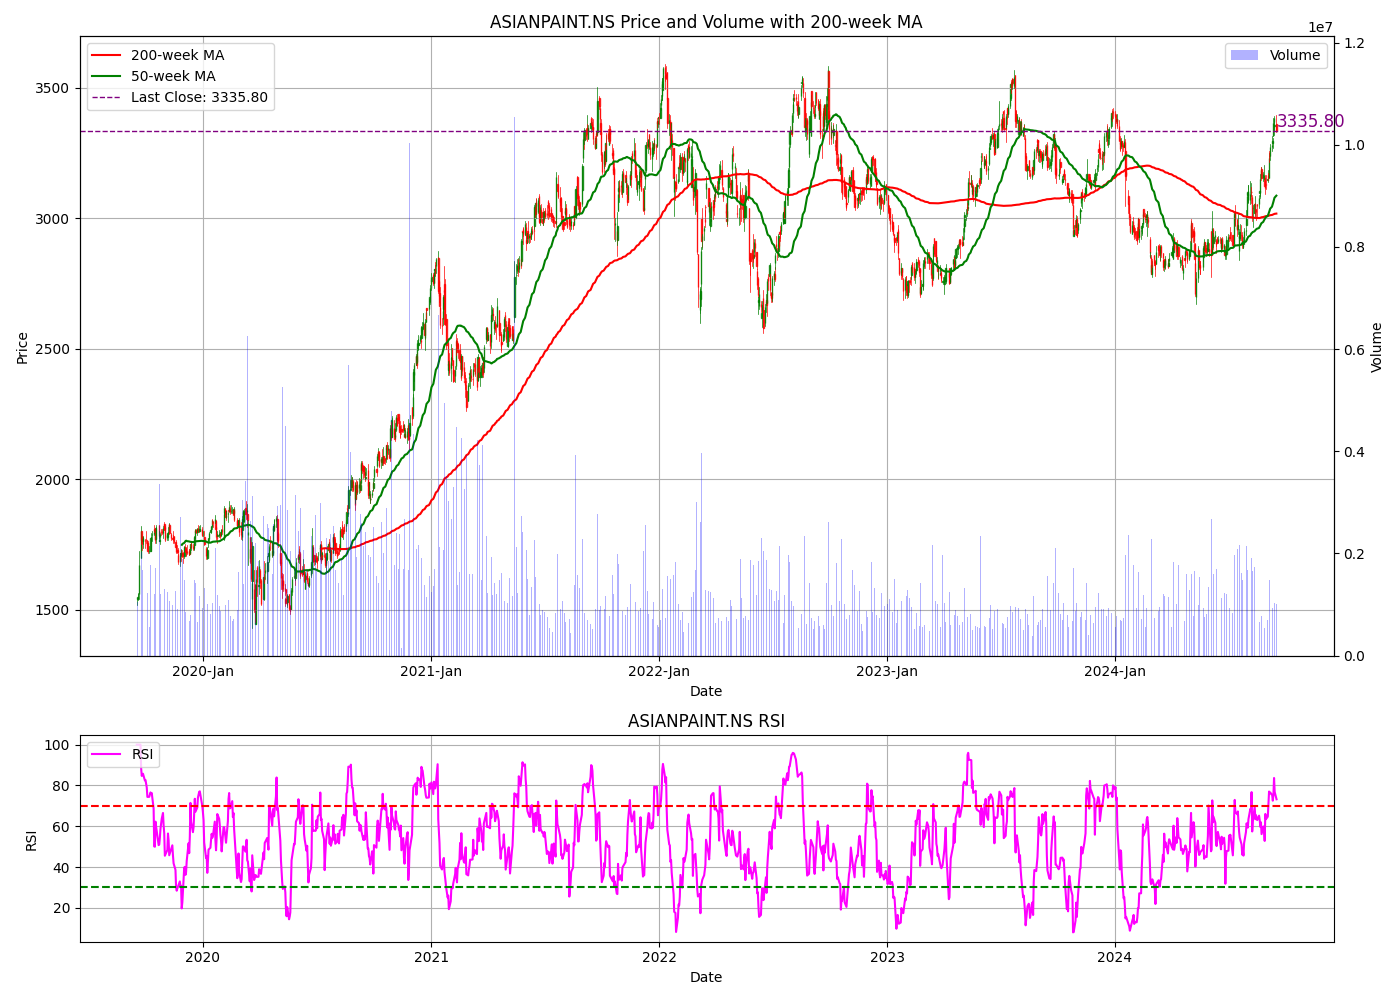 ASIANPAINT.NS Price and Volume with 200-week MA
1e7
200-week MA
50-week MA
Last Close: 3335.80
Volume
3335.80
Price
3500
3000
2500
2000
1500
1.2
1.0
0.8
0.6
0.4
0.2
0.0
Volume
2020-Jan 2021-Jan 2022-Jan 2023-Jan 2024-Jan
Date
ASIANPAINT.NS RSI
RSI
RSI
100
80
60
40
20
2020 2021 2022 2023 2024
Date